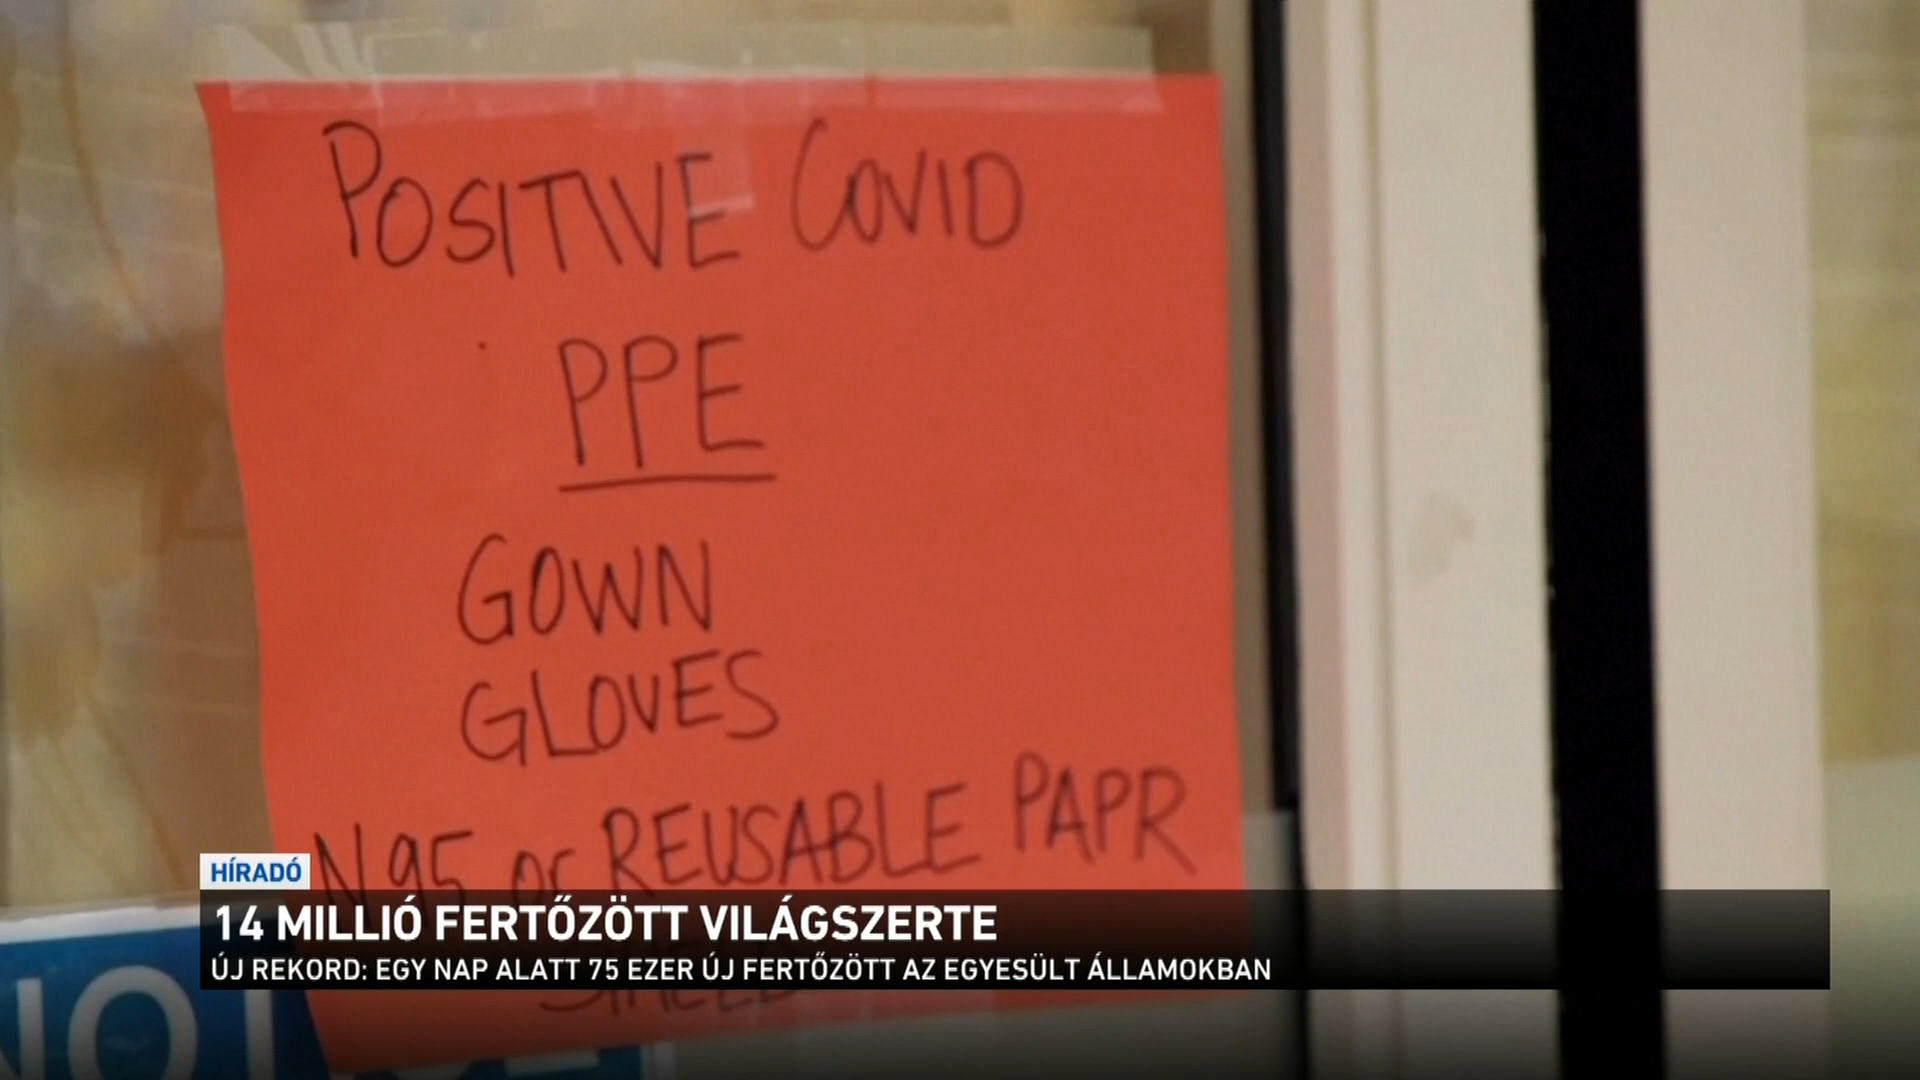 POSITIVE COVID
PPE
GOWN
GLOVES
N95 or REUSABLE PAPR
HÍRADÓ
14 MILLIÓ FERTŐZÖTT VILÁGSZERTE
ÚJ REKORD: EGY NAP ALATT 75 EZER ÚJ FERTŐZÖTT AZ EGYESÜLT ÁLLAMOKBAN